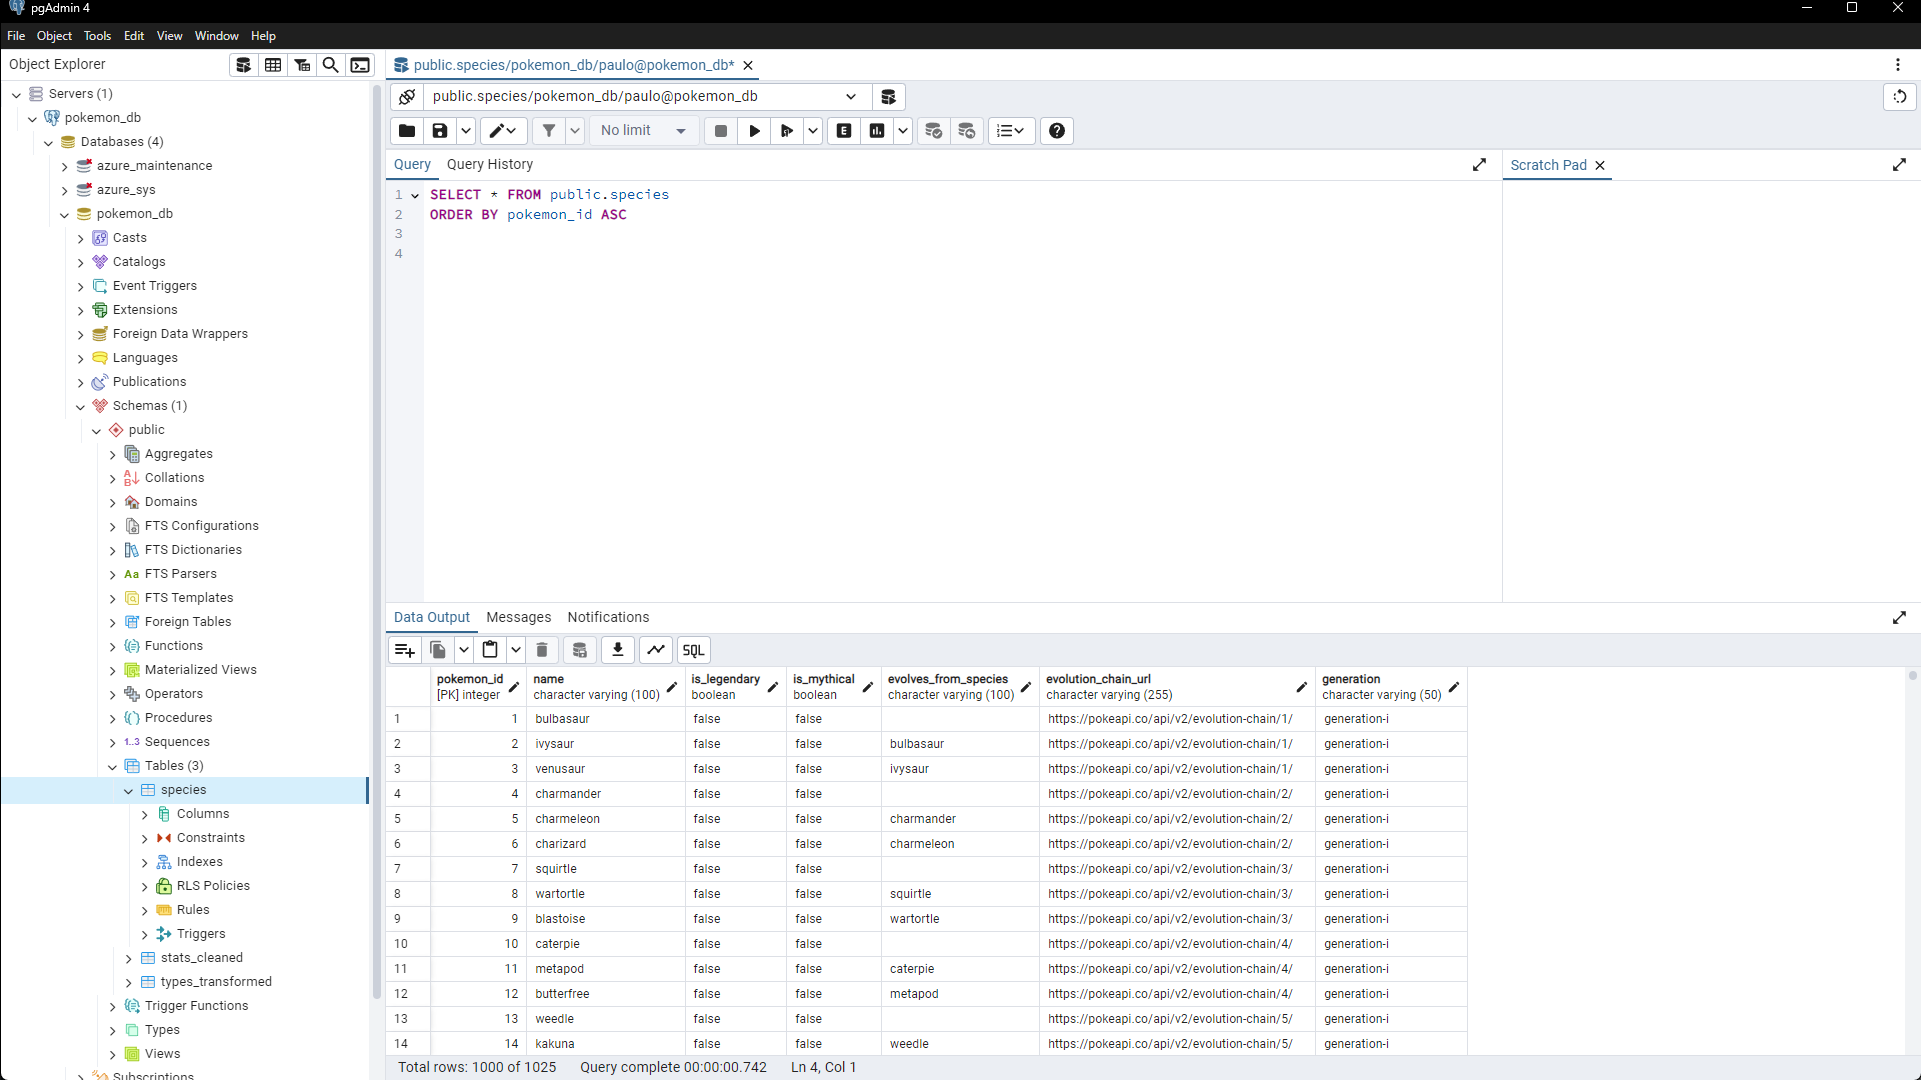 pgAdmin 4
File Object Tools Edit View Window Help
Object Explorer
Servers (1)
pokemon_db
Databases (4)
azure_maintenance
azure_sys
pokemon_db
Casts
Catalogs
Event Triggers
Extensions
Foreign Data Wrappers
Languages
Publications
Schemas (1)
public
Aggregates
Collations
Domains
FTS Configurations
FTS Dictionaries
Aa FTS Parsers
FTS Templates
Foreign Tables
Functions
Materialized Views
Operators
Procedures
1..3 Sequences
Tables (3)
species
Columns
Constraints
Indexes
RLS Policies
Rules
Triggers
stats_cleaned
types_transformed
Trigger Functions
Types
Views
Subscriptions
public.species/pokemon_db/paulo@pokemon_db*
public.species/pokemon_db/paulo@pokemon_db
No limit
E
Query Query History
Scratch Pad
1 SELECT * FROM public.species
2 ORDER BY pokemon_id ASC
3
4
Data Output Messages Notifications
SQL
pokemon_id name is_legendary is_mythical evolves_from_species evolution_chain_url generation
[PK] integer character varying (100) boolean boolean character varying (100) character varying (255) character varying (50)
1 1 bulbasaur false false https://pokeapi.co/api/v2/evolution-chain/1/ generation-i
2 2 ivysaur false false bulbasaur https://pokeapi.co/api/v2/evolution-chain/1/ generation-i
3 3 venusaur false false ivysaur https://pokeapi.co/api/v2/evolution-chain/1/ generation-i
4 4 charmander false false https://pokeapi.co/api/v2/evolution-chain/2/ generation-i
5 5 charmeleon false false charmander https://pokeapi.co/api/v2/evolution-chain/2/ generation-i
6 6 charizard false false charmeleon https://pokeapi.co/api/v2/evolution-chain/2/ generation-i
7 7 squirtle false false https://pokeapi.co/api/v2/evolution-chain/3/ generation-i
8 8 wartortle false false squirtle https://pokeapi.co/api/v2/evolution-chain/3/ generation-i
9 9 blastoise false false wartortle https://pokeapi.co/api/v2/evolution-chain/3/ generation-i
10 10 caterpie false false https://pokeapi.co/api/v2/evolution-chain/4/ generation-i
11 11 metapod false false caterpie https://pokeapi.co/api/v2/evolution-chain/4/ generation-i
12 12 butterfree false false metapod https://pokeapi.co/api/v2/evolution-chain/4/ generation-i
13 13 weedle false false https://pokeapi.co/api/v2/evolution-chain/5/ generation-i
14 14 kakuna false false weedle https://pokeapi.co/api/v2/evolution-chain/5/ generation-i
Total rows: 1000 of 1025 Query complete 00:00:00.742 Ln 4, Col 1